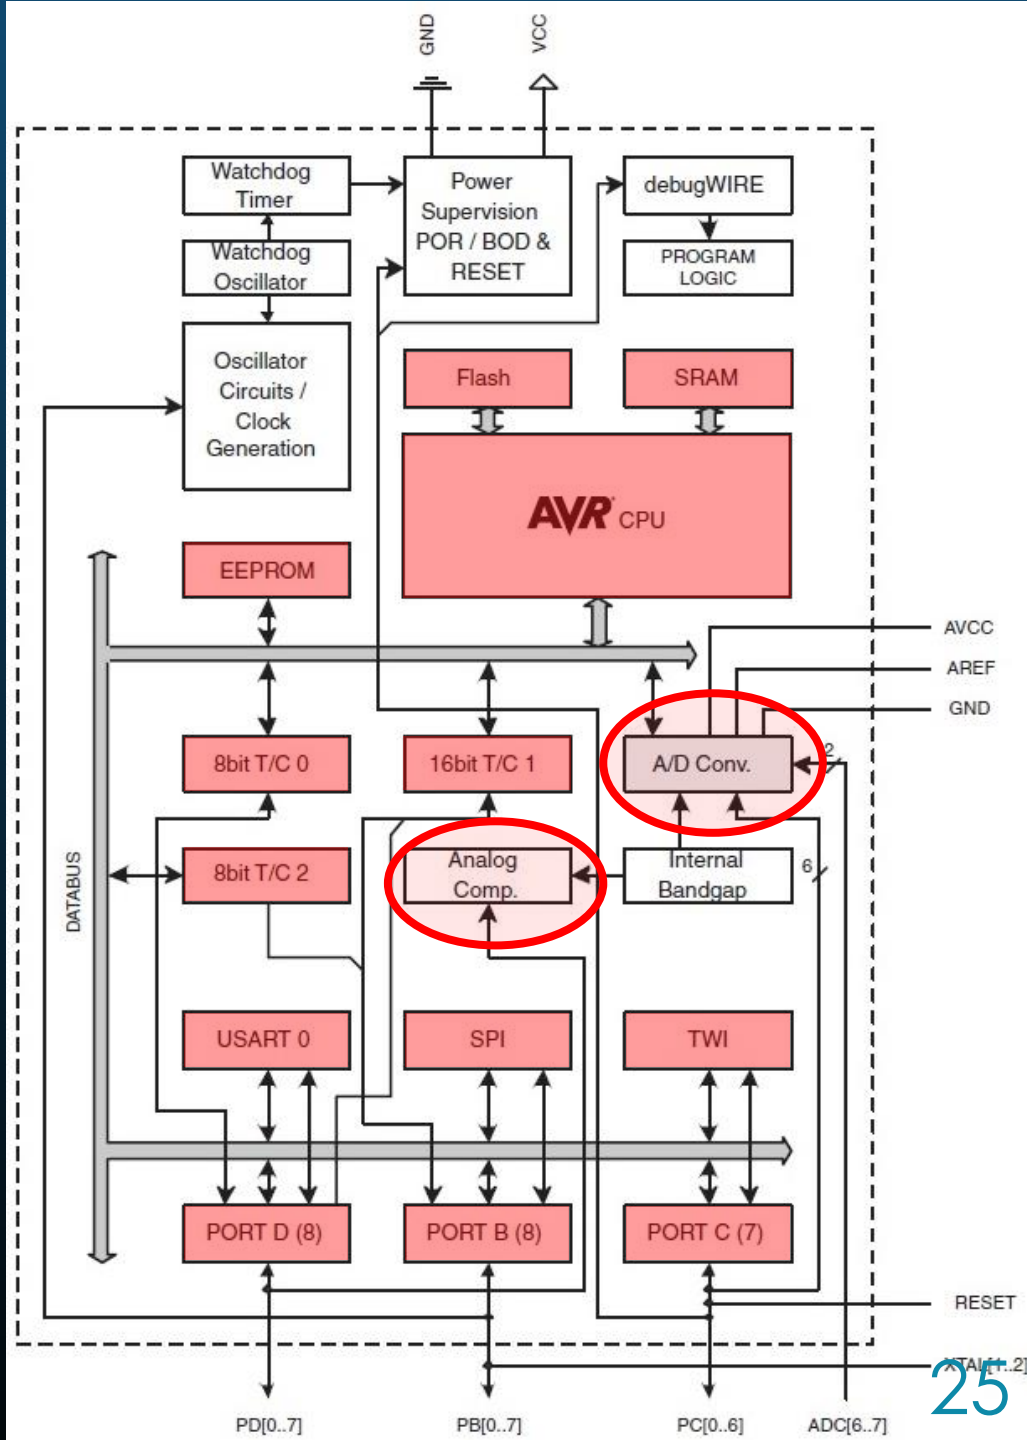 GND
VCC
Watchdog
Timer
Power
Supervision
POR / BOD &
RESET
debugWIRE
Watchdog
Oscillator
PROGRAM
LOGIC
Oscillator
Circuits /
Clock
Generation
Flash
SRAM
AVR CPU
EEPROM
AVCC
AREF
GND
8bit T/C 0
16bit T/C 1
A/D Conv.
2
8bit T/C 2
Analog
Comp.
Internal
Bandgap
6
DATABUS
USART 0
SPI
TWI
PORT D (8)
PORT B (8)
PORT C (7)
RESET
XTAL[1..2]
PD[0..7]
PB[0..7]
PC[0..6]
ADC[6..7]
25